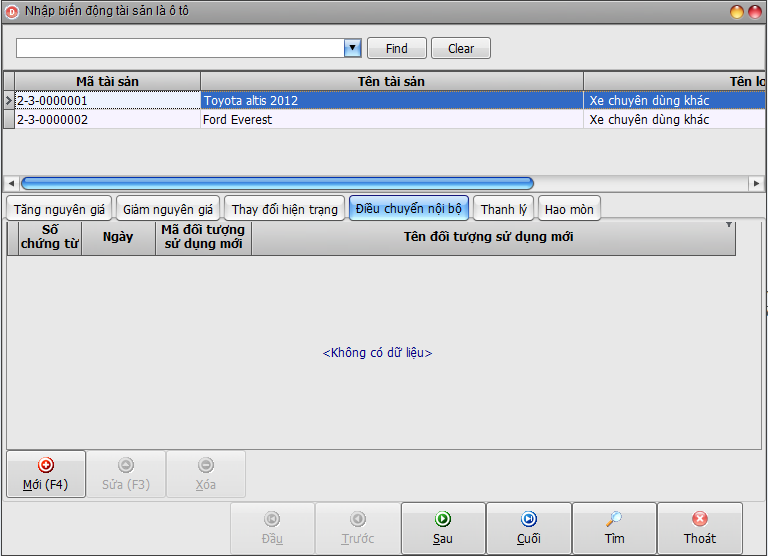 Nhập biến động tài sản là ô tô
Find Clear
Mã tài sản Tên tài sản Tên lo
2-3-0000001 Toyota altis 2012 Xe chuyên dùng khác
2-3-0000002 Ford Everest Xe chuyên dùng khác
Tăng nguyên giá Giảm nguyên giá Thay đổi hiện trạng Điều chuyển nội bộ Thanh lý Hao mòn
Số chứng từ Ngày Mã đối tượng sử dụng mới Tên đối tượng sử dụng mới
<Không có dữ liệu>
Mới (F4) Sửa (F3) Xóa
Đầu Trước Sau Cuối Tìm Thoát